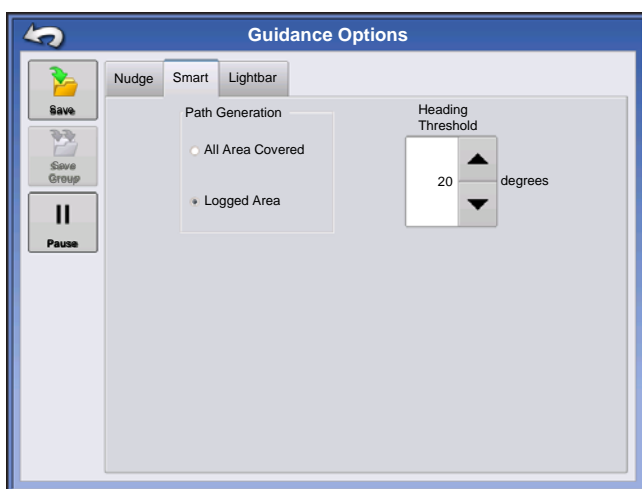 Guidance Options
Nudge Smart Lightbar
Save
Save
Group
Pause
Path Generation
All Area Covered
Logged Area
Heading
Threshold
20 degrees